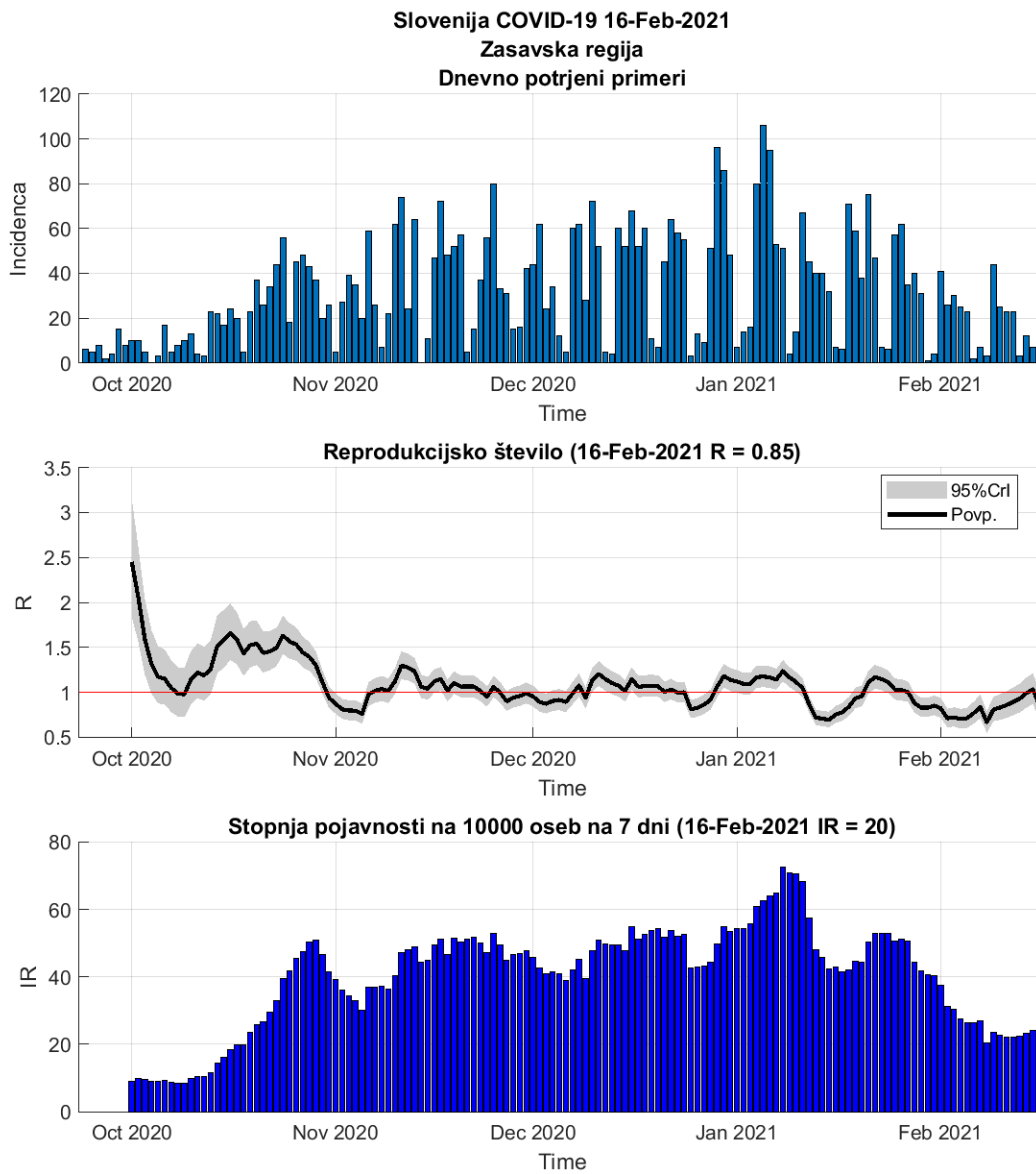 Slovenija COVID-19 16-Feb-2021
Zasavska regija
Dnevno potrjeni primeri
120
100
80
60
40
20
0
Incidenca
Oct 2020 Nov 2020 Dec 2020 Jan 2021 Feb 2021
Time
Reprodukcijsko število (16-Feb-2021 R = 0.85)
3.5
3
2.5
2
1.5
1
0.5
R
95%CrI
Povp.
Oct 2020 Nov 2020 Dec 2020 Jan 2021 Feb 2021
Time
Stopnja pojavnosti na 10000 oseb na 7 dni (16-Feb-2021 IR = 20)
80
60
40
20
0
IR
Oct 2020 Nov 2020 Dec 2020 Jan 2021 Feb 2021
Time